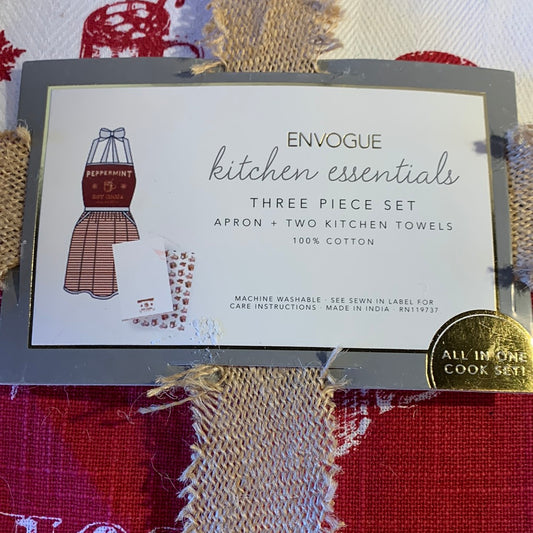 PEPPERMINT
ENVOGUE
kitchen essentials
THREE PIECE SET
APRON + TWO KITCHEN TOWELS
100% COTTON
MACHINE WASHABLE · SEE SEWN IN LABEL FOR
CARE INSTRUCTIONS · MADE IN INDIA · RN119737
ALL IN ONE
COOK SET!